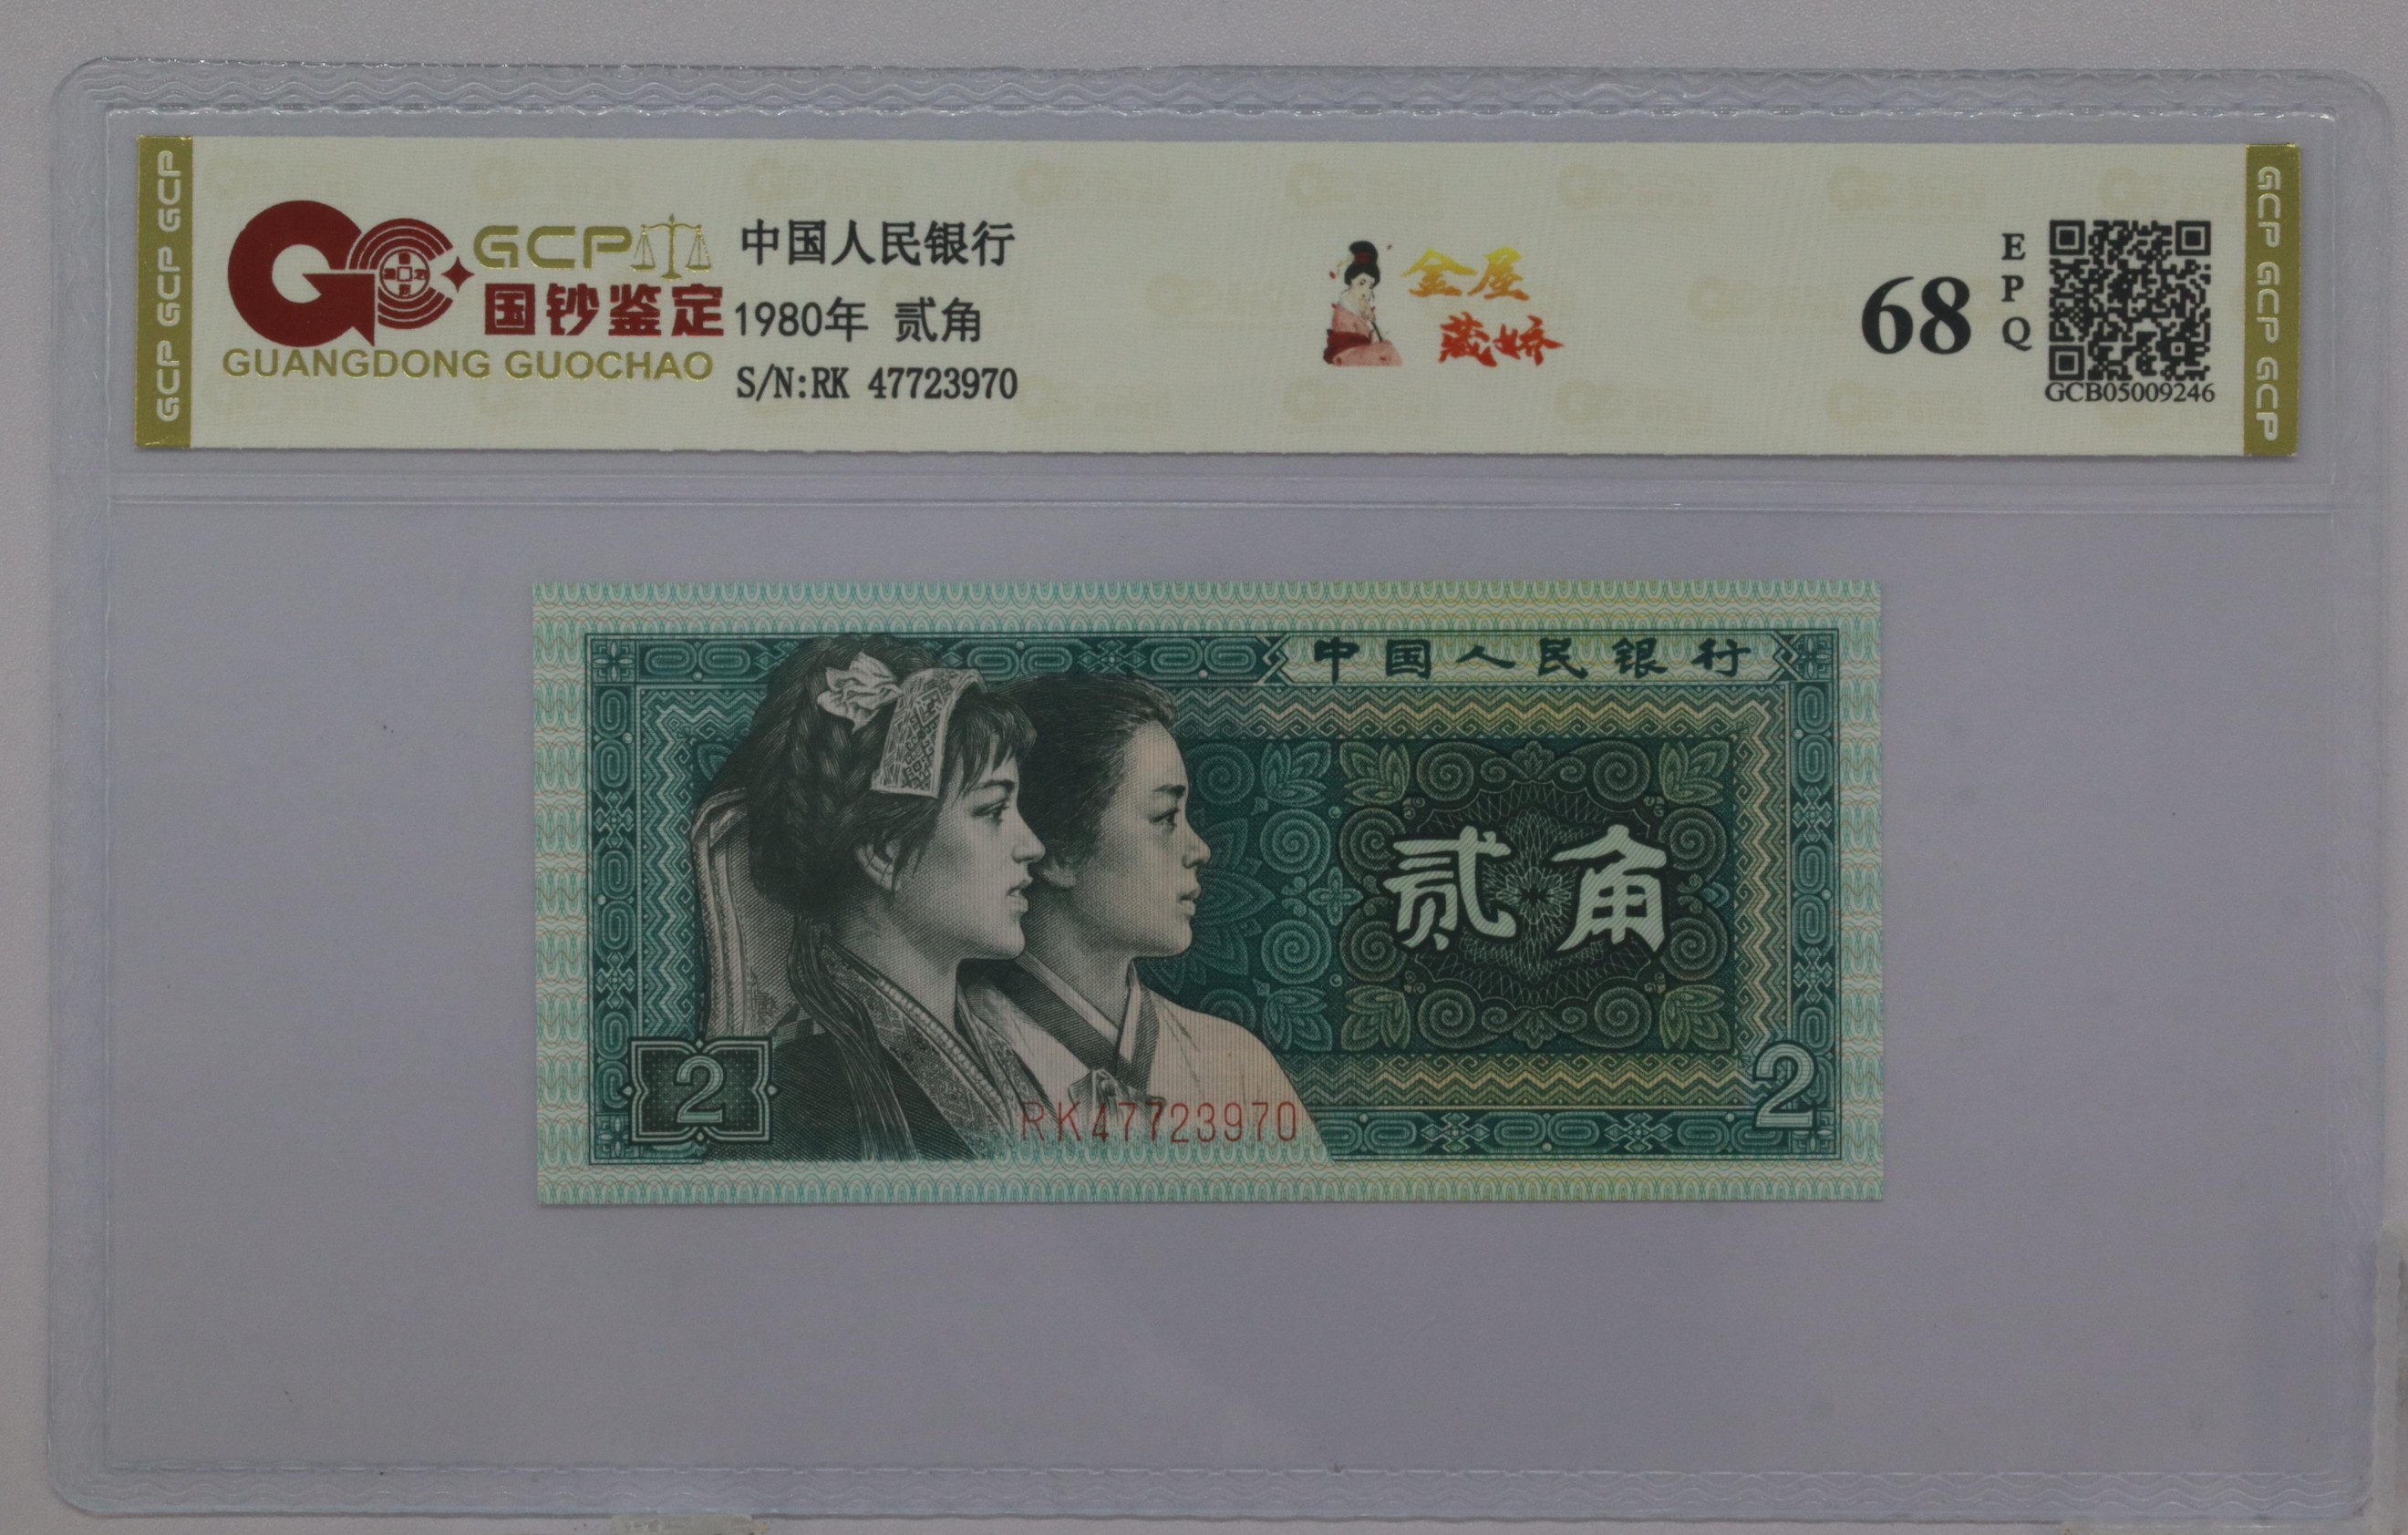 GCP GCP GCP
GCP
国钞鉴定
GUANGDONG GUOCHAO
中国人民银行
1980年 贰角
S/N:RK 47723970
金屋
藏娇
68
EPQ
GCB05009246
GCP GCP GCP
中国人民银行
贰角
2
RK47723970
2